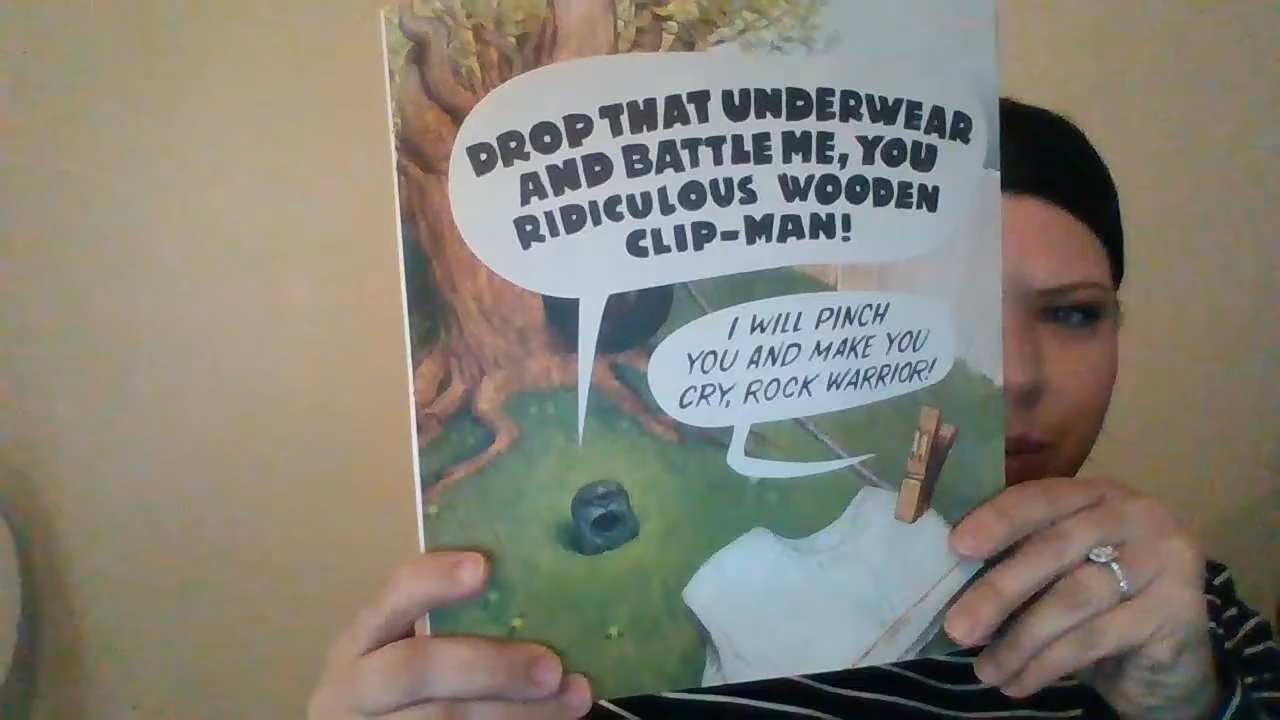 DROP THAT UNDERWEAR
AND BATTLE ME, YOU
RIDICULOUS WOODEN
CLIP-MAN!
I WILL PINCH
YOU AND MAKE YOU
CRY, ROCK WARRIOR!